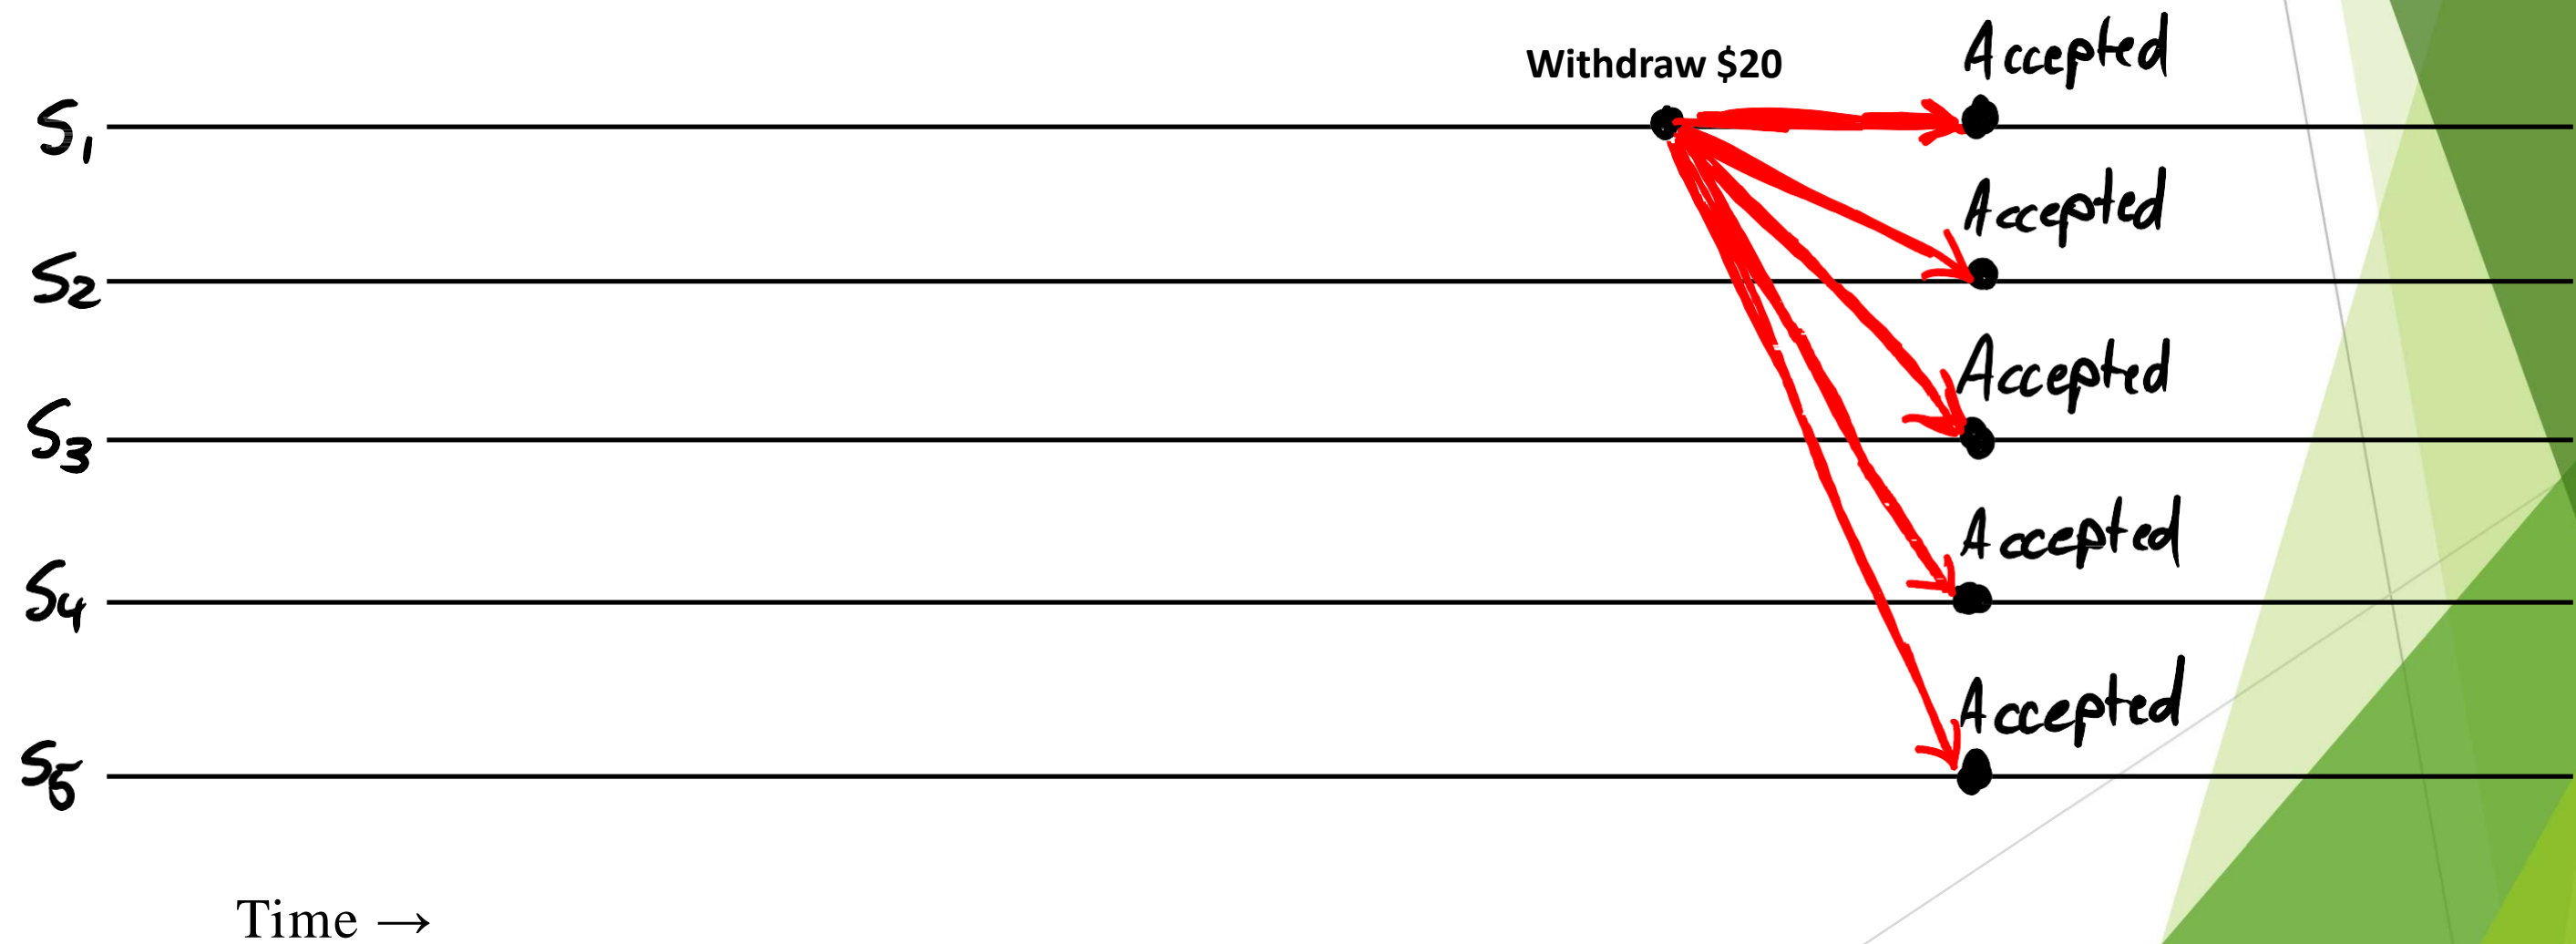 Withdraw $20
Accepted
S1
Accepted
S2
Accepted
S3
Accepted
S4
Accepted
S5
Time →